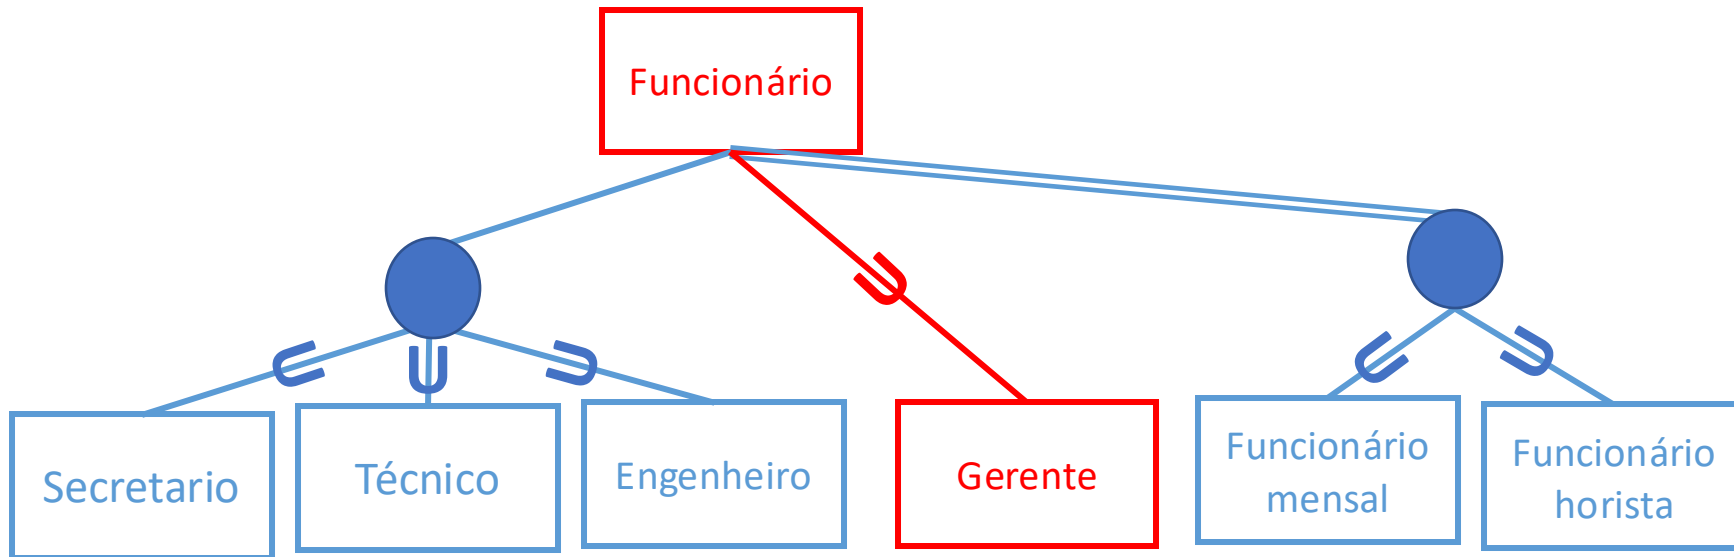 Funcionário
Secretario
Técnico
Engenheiro
Gerente
Funcionário
mensal
Funcionário
horista